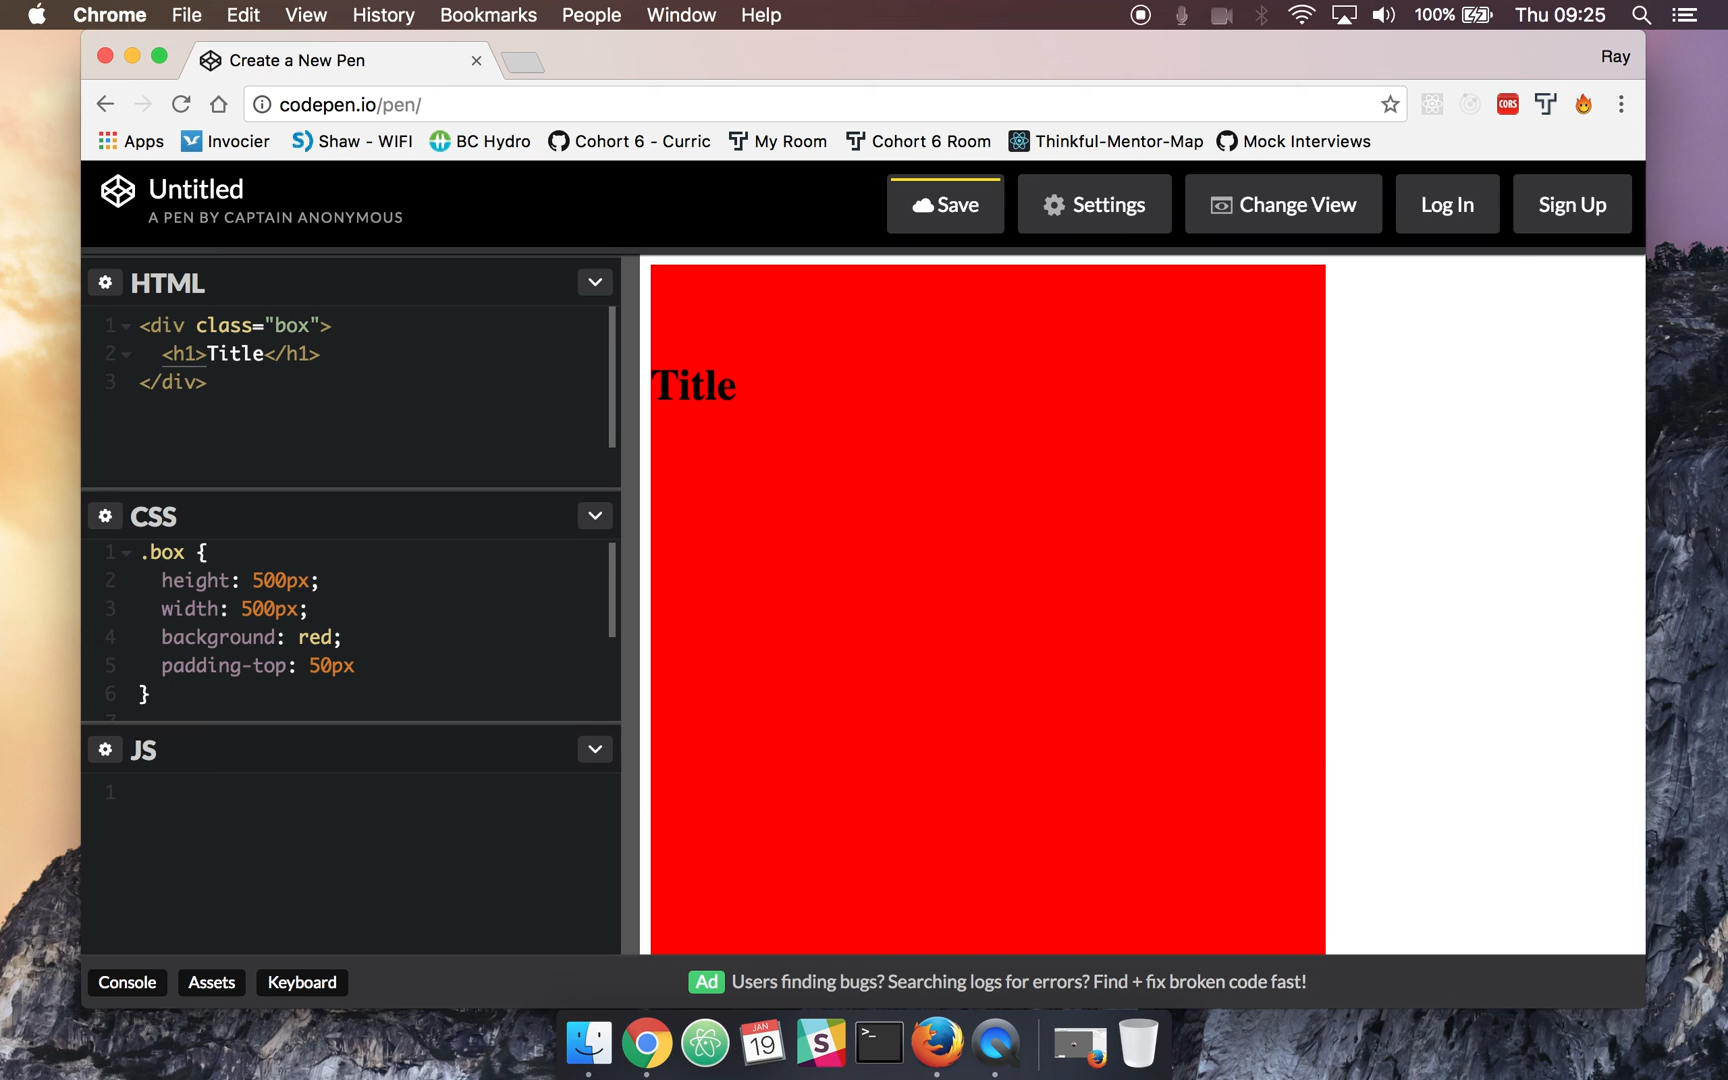 Chrome File Edit View History Bookmarks People Window Help 100% Thu 09:25
Create a New Pen Ray
codepen.io/pen/ CORS
Apps Invocier Shaw - WIFI BC Hydro Cohort 6 - Curric My Room Cohort 6 Room Thinkful-Mentor-Map Mock Interviews
Untitled
A PEN BY CAPTAIN ANONYMOUS
Save Settings Change View Log In Sign Up
HTML
1 <div class="box">
2 <h1>Title</h1>
3 </div>
Title
CSS
1 .box {
2 height: 500px;
3 width: 500px;
4 background: red;
5 padding-top: 50px
6 }
7
JS
1
Console Assets Keyboard
Ad Users finding bugs? Searching logs for errors? Find + fix broken code fast!
JAN
19
S
>_